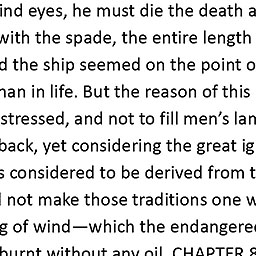 ind eyes, he must die the death a
with the spade, the entire length
d the ship seemed on the point o
nan in life. But the reason of this
stressed, and not to fill men's lan
back, yet considering the great ig
s considered to be derived from t
l not make those traditions one w
g of wind—which the endangere
burnt without any oil. CHAPTER 8